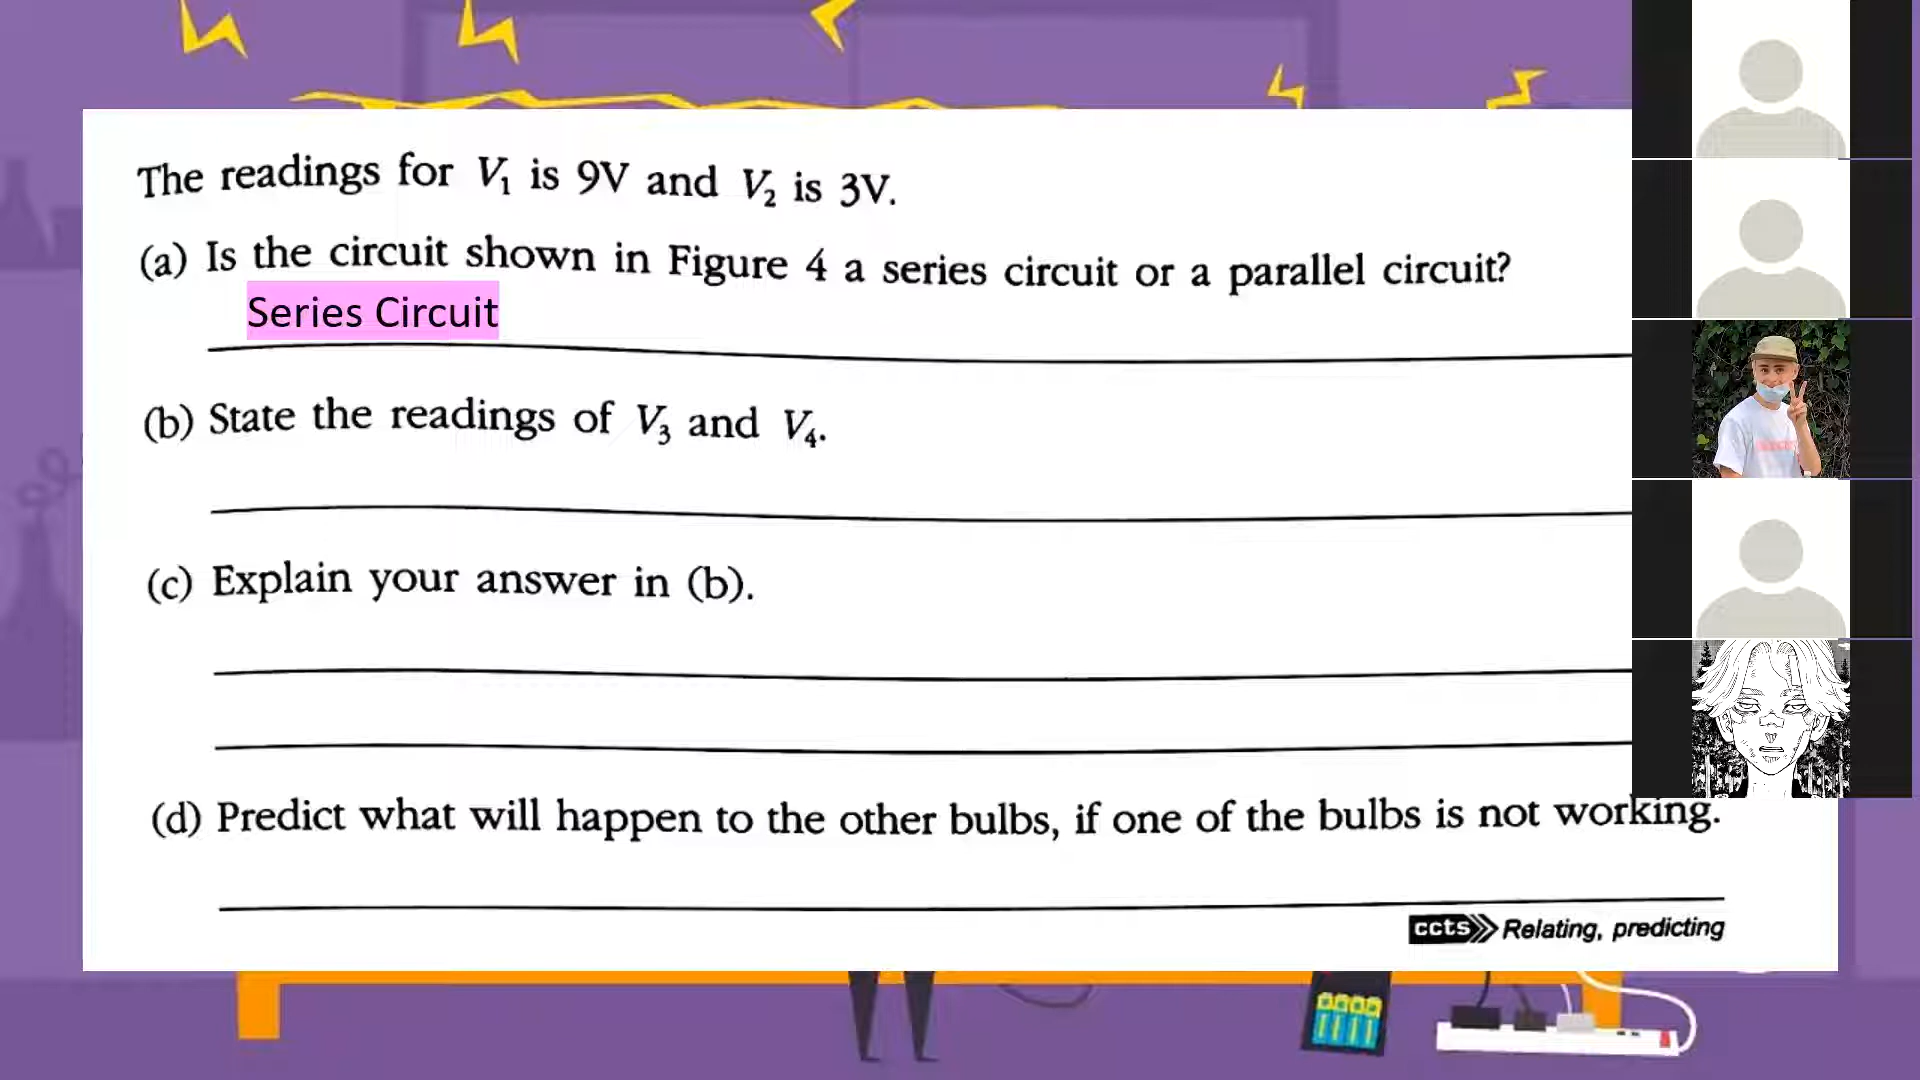 The readings for V₁ is 9V and V₂ is 3V.
(a) Is the circuit shown in Figure 4 a series circuit or a parallel circuit?
Series Circuit
(b) State the readings of V₃ and V₄.
(c) Explain your answer in (b).
(d) Predict what will happen to the other bulbs, if one of the bulbs is not working.
ccts Relating, predicting